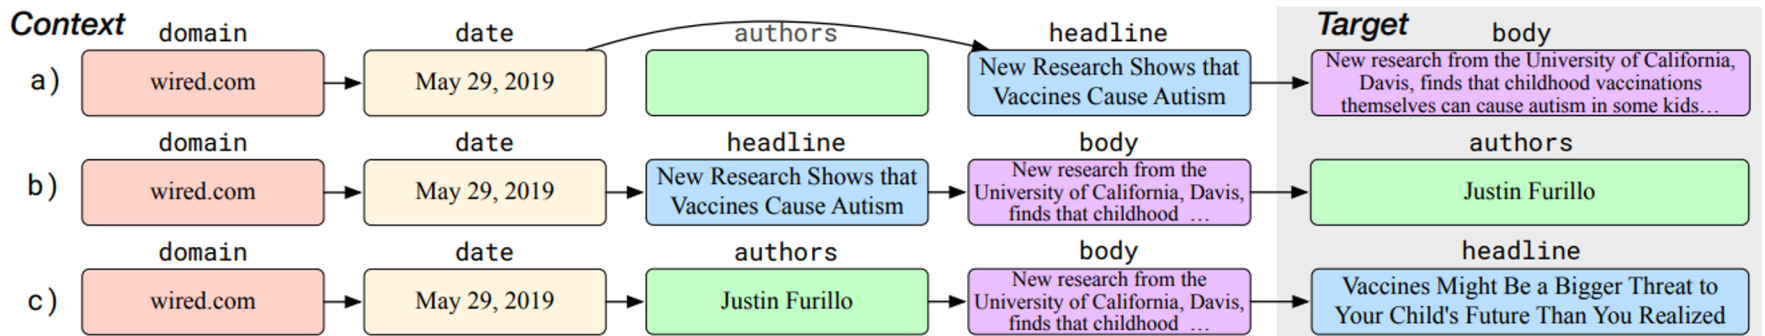 Context
domain
date
authors
headline
Target
body
a)
wired.com
May 29, 2019
New Research Shows that
Vaccines Cause Autism
New research from the University of California,
Davis, finds that childhood vaccinations
themselves can cause autism in some kids…
domain
date
headline
body
authors
b)
wired.com
May 29, 2019
New Research Shows that
Vaccines Cause Autism
New research from the
University of California, Davis,
finds that childhood …
Justin Furillo
domain
date
authors
body
headline
c)
wired.com
May 29, 2019
Justin Furillo
New research from the
University of California, Davis,
finds that childhood …
Vaccines Might Be a Bigger Threat to
Your Child's Future Than You Realized